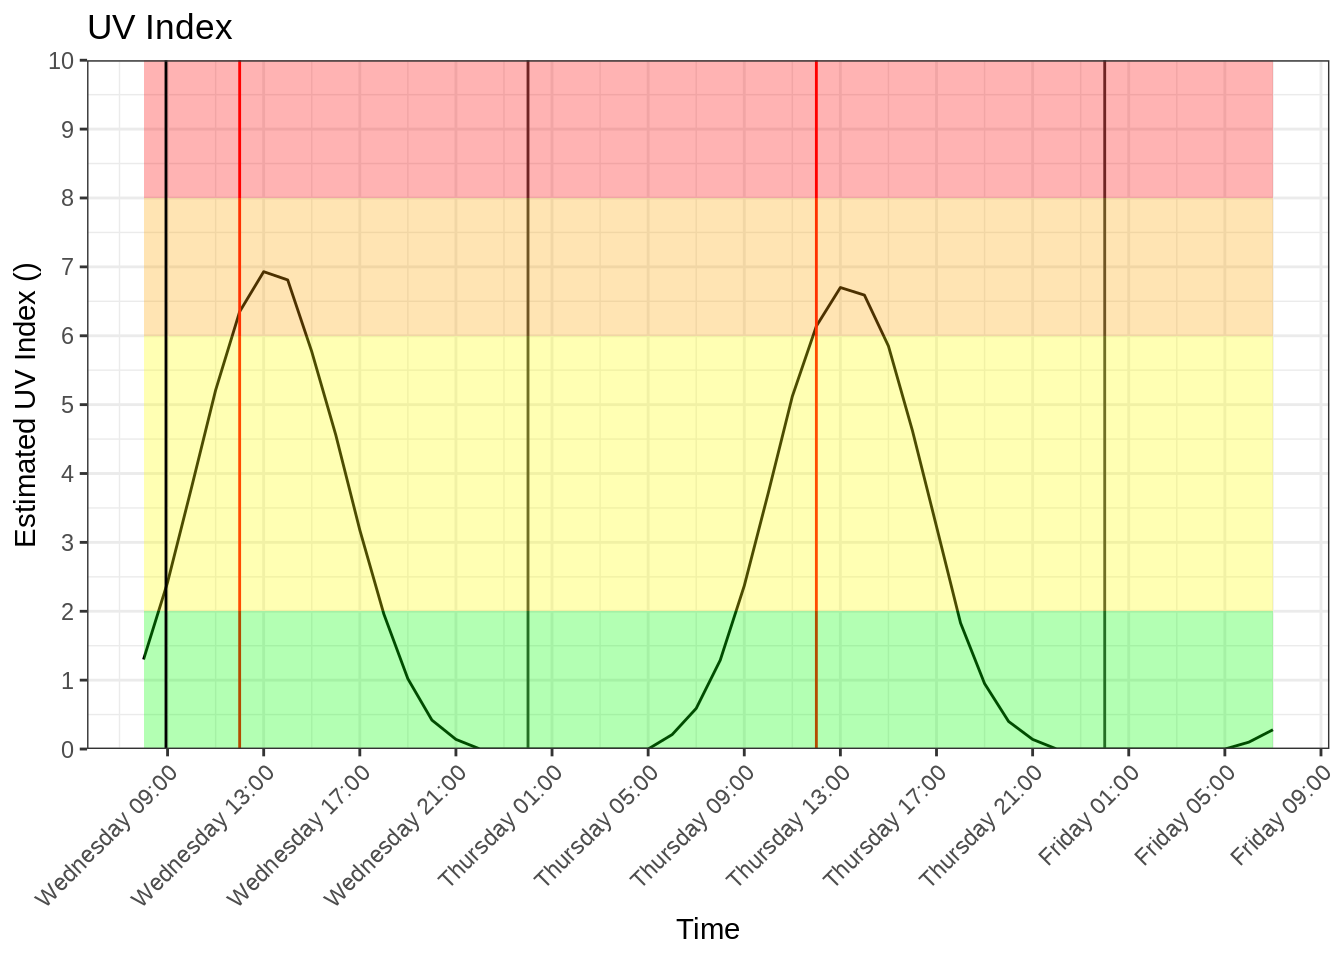 UV Index
10
9
8
7
6
5
4
3
2
1
0
Estimated UV Index ()
Wednesday 09:00
Wednesday 13:00
Wednesday 17:00
Wednesday 21:00
Thursday 01:00
Thursday 05:00
Thursday 09:00
Thursday 13:00
Thursday 17:00
Thursday 21:00
Friday 01:00
Friday 05:00
Friday 09:00
Time